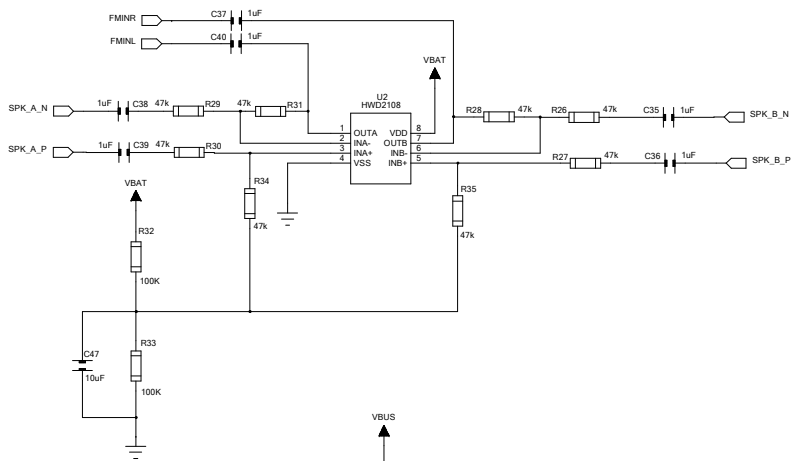 FMINR
C37
1uF
FMINL
C40
1uF
VBAT
U2
HWD2108
SPK_A_N
1uF
C38
47k
R29
47k
R31
R28
47k
R26
47k
C35
1uF
SPK_B_N
1
OUTA
VDD
8
2
INA-
OUTB
7
3
INA+
INB-
6
4
VSS
INB+
5
SPK_A_P
1uF
C39
47k
R30
R27
47k
C36
1uF
SPK_B_P
VBAT
R34
47k
R35
47k
R32
100K
C47
10uF
R33
100K
VBUS